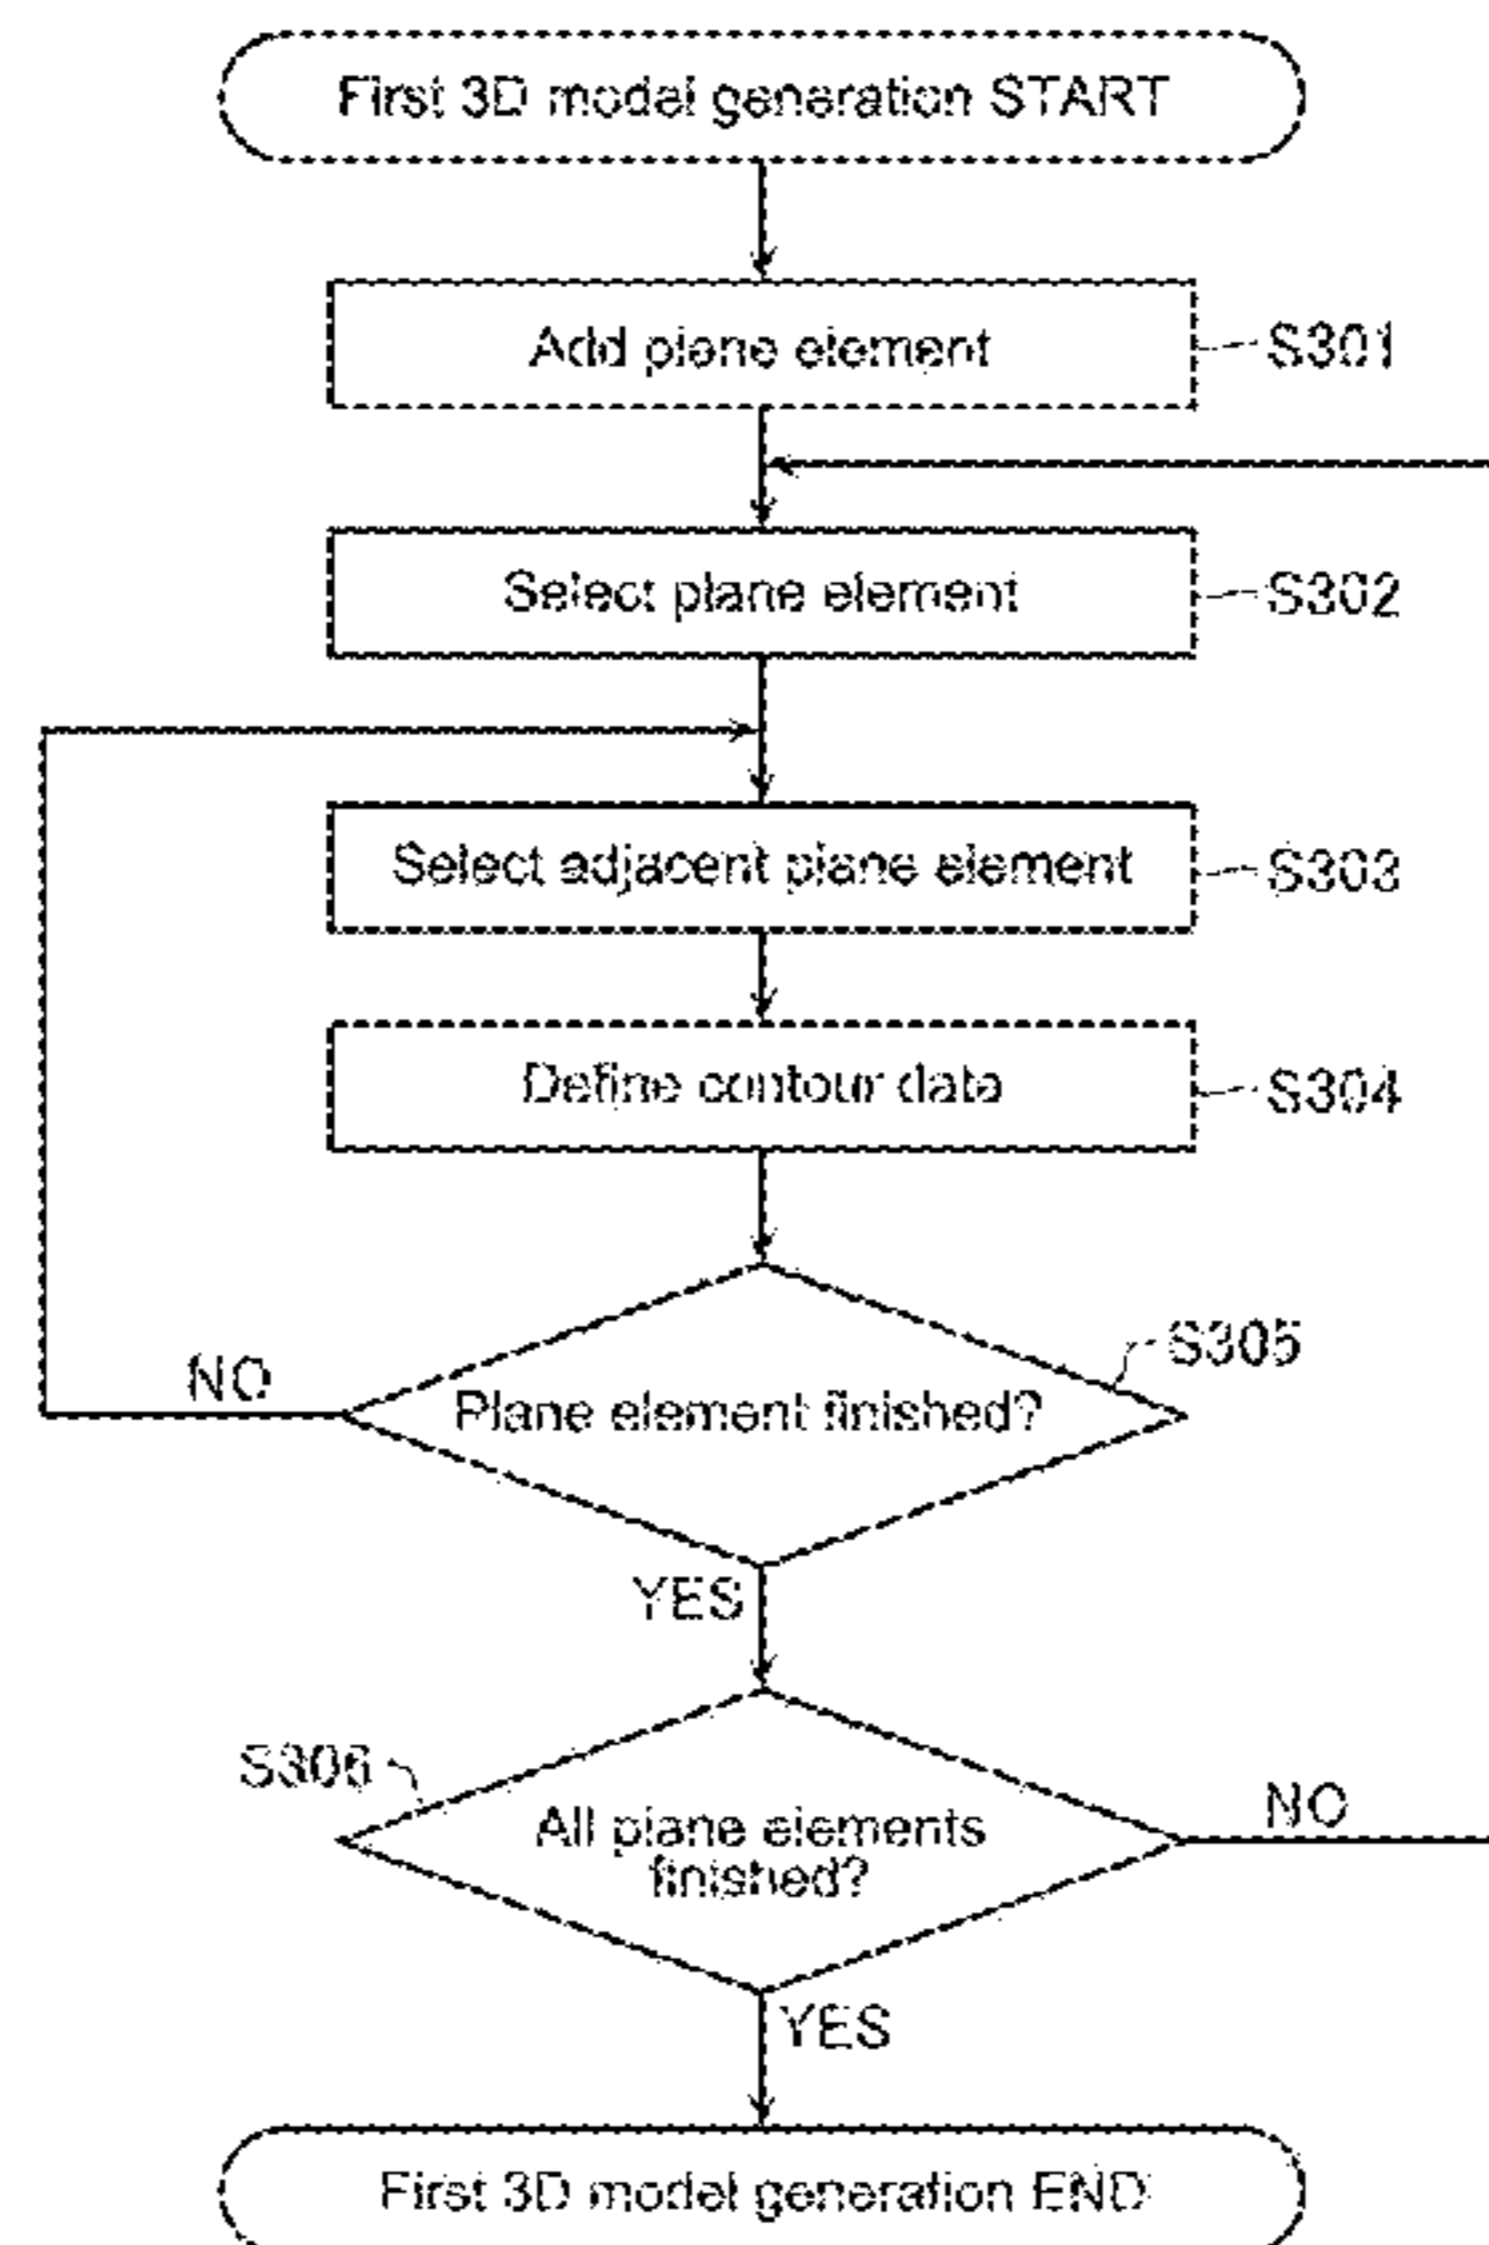 First 3D model generation START
Add plane element
S301
Select plane element
S302
Select adjacent plane element
S303
Define contour data
S304
S305
NO
Plane element finished?
YES
S306
NO
All plane elements
finished?
YES
First 3D model generation END